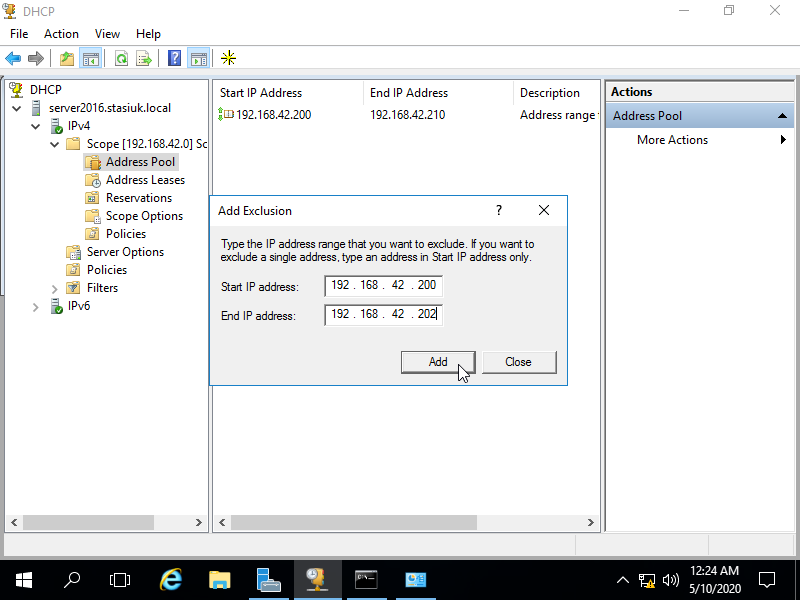 DHCP
File Action View Help
DHCP
server2016.stasiuk.local
IPv4
Scope [192.168.42.0] Sc
Address Pool
Address Leases
Reservations
Scope Options
Policies
Server Options
Policies
Filters
IPv6
Start IP Address End IP Address Description
192.168.42.200 192.168.42.210 Address range
Actions
Address Pool
More Actions
Add Exclusion
?
Type the IP address range that you want to exclude. If you want to
exclude a single address, type an address in Start IP address only.
Start IP address: 192 . 168 . 42 . 200
End IP address: 192 . 168 . 42 . 202
Add Close
12:24 AM
5/10/2020